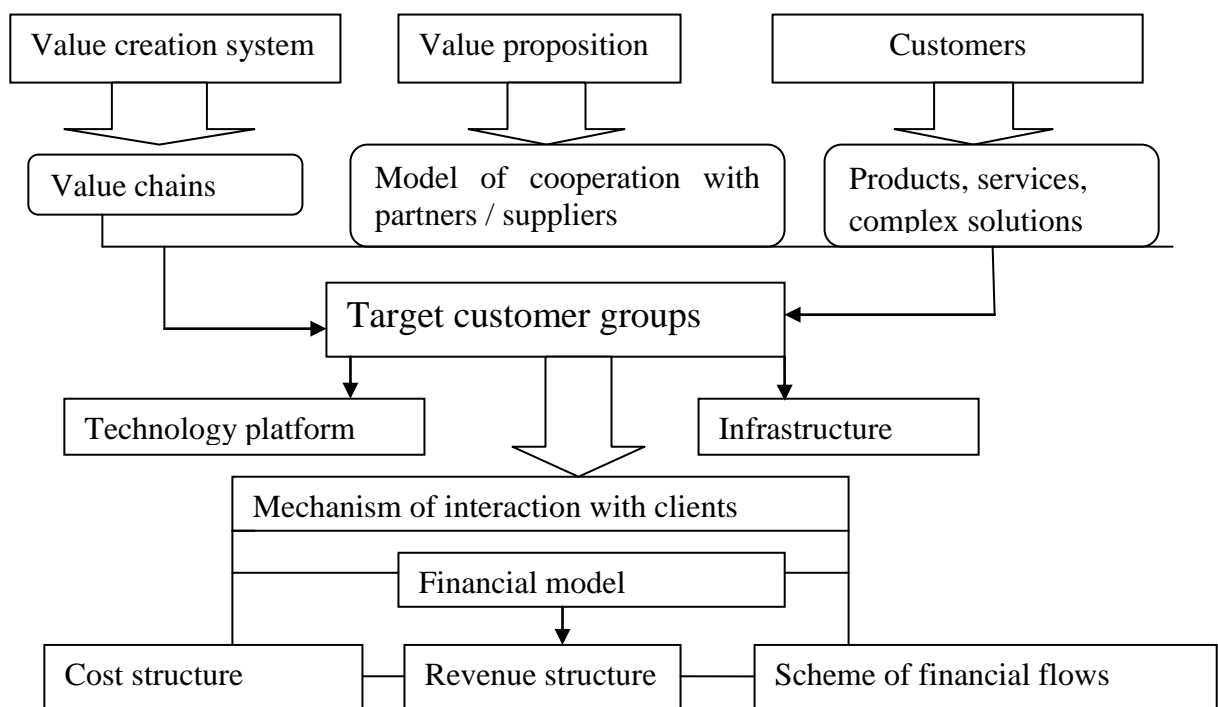 Value creation system
Value proposition
Customers
Value chains
Model of cooperation with
partners / suppliers
Products, services,
complex solutions
Target customer groups
Technology platform
Infrastructure
Mechanism of interaction with clients
Financial model
Cost structure
Revenue structure
Scheme of financial flows